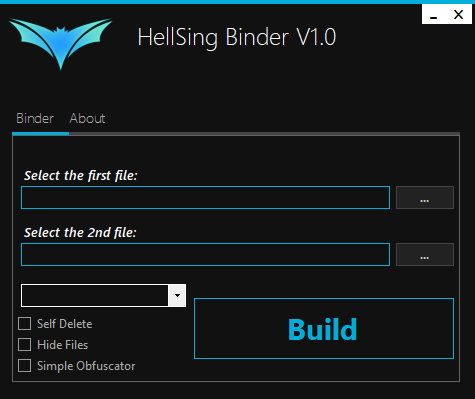 HellSing Binder V1.0
Binder About
Select the first file:
...
Select the 2nd file:
...
Self Delete
Hide Files
Simple Obfuscator
Build